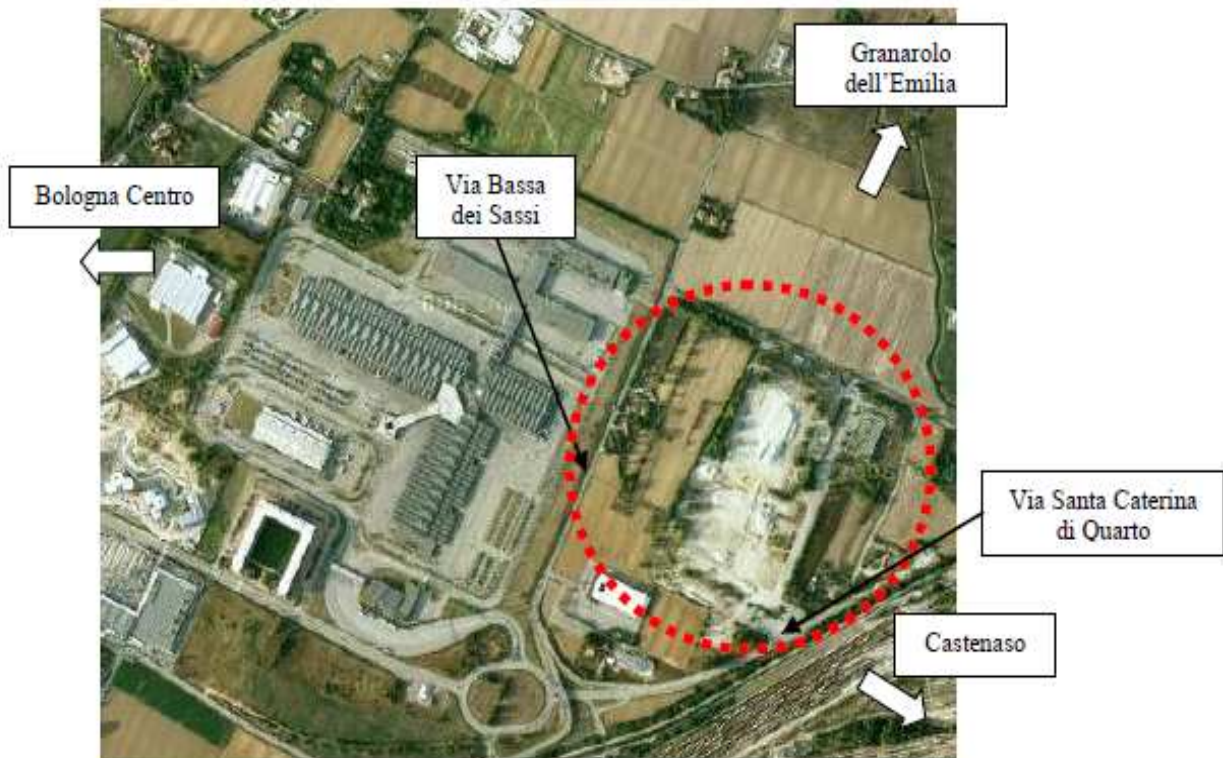 Granarolo
dell'Emilia
Bologna Centro
Via Bassa
dei Sassi
Via Santa Caterina
di Quarto
Castenaso